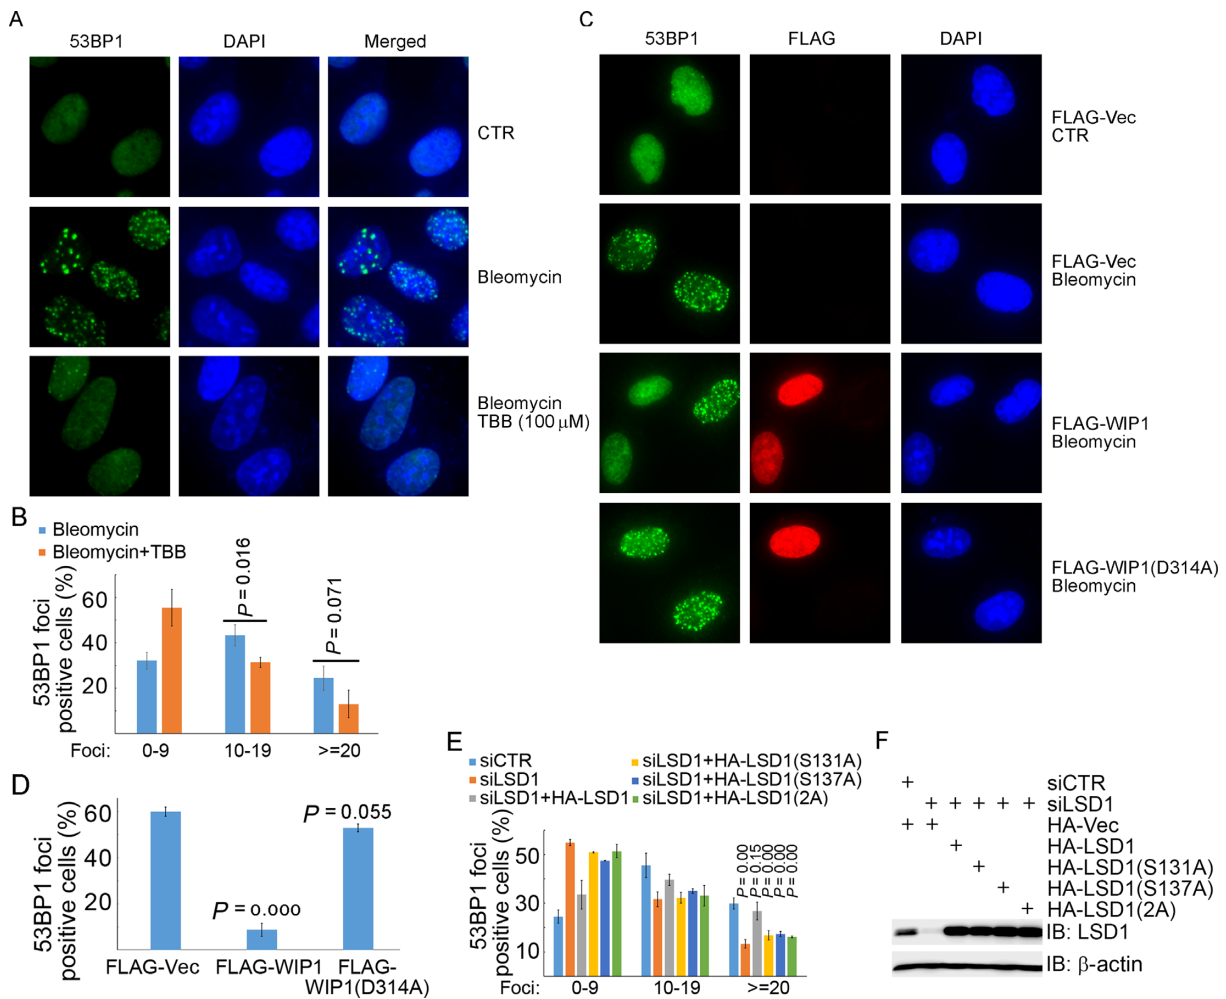 A
53BP1 DAPI Merged
CTR
Bleomycin
Bleomycin
TBB (100 μM)
B
Bleomycin
Bleomycin+TBB
53BP1 foci
positive cells (%)
60
40
20
P = 0.016
P = 0.071
Foci: 0-9 10-19 >=20
C
53BP1 FLAG DAPI
FLAG-Vec
CTR
FLAG-Vec
Bleomycin
FLAG-WIP1
Bleomycin
FLAG-WIP1(D314A)
Bleomycin
D
53BP1 foci
positive cells (%)
60
40
20
P = 0.000
P = 0.055
FLAG-Vec FLAG-WIP1 FLAG-
WIP1(D314A)
E
siCTR
siLSD1
siLSD1+HA-LSD1
siLSD1+HA-LSD1(S131A)
siLSD1+HA-LSD1(S137A)
siLSD1+HA-LSD1(2A)
53BP1 foci
positive cells (%)
50
30
10
P = 0.00
P = 0.15
P = 0.00
P = 0.00
P = 0.00
Foci: 0-9 10-19 >=20
F
+ siCTR
+ + + + + siLSD1
+ + HA-Vec
+ HA-LSD1
+ HA-LSD1(S131A)
+ HA-LSD1(S137A)
+ HA-LSD1(2A)
IB: LSD1
IB: β-actin